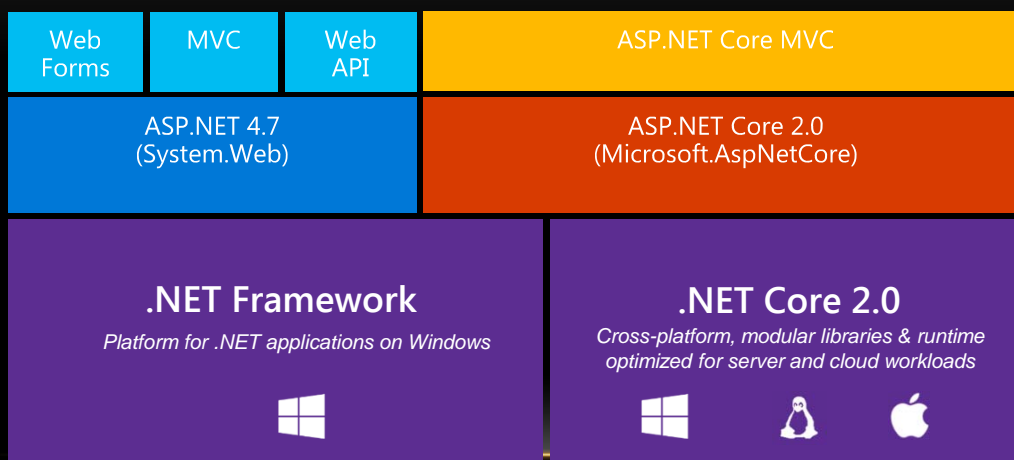 Web
Forms
MVC
Web
API
ASP.NET Core MVC
ASP.NET 4.7
(System.Web)
ASP.NET Core 2.0
(Microsoft.AspNetCore)
.NET Framework
Platform for .NET applications on Windows
.NET Core 2.0
Cross-platform, modular libraries & runtime
optimized for server and cloud workloads